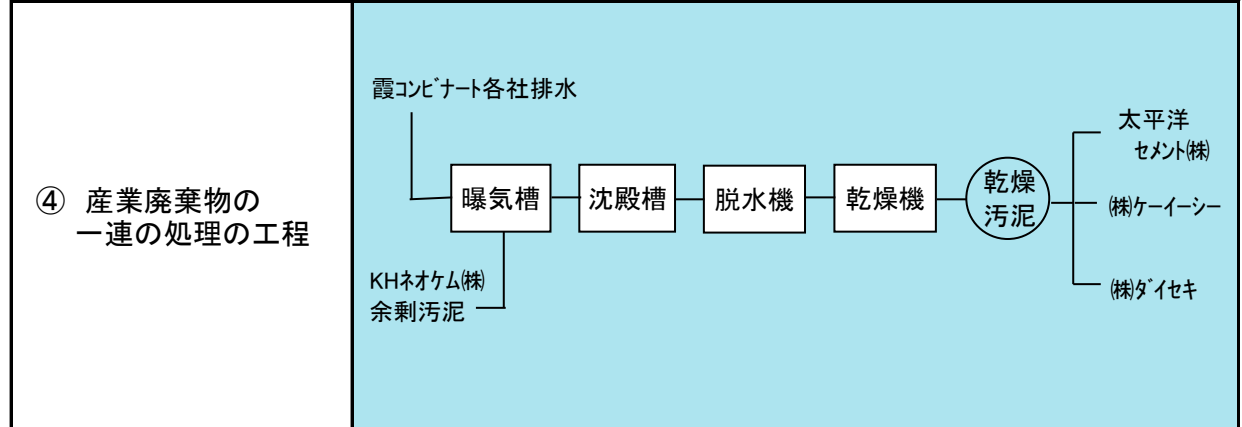 ④ 産業廃棄物の
一連の処理の工程
霞ｺﾝﾋﾞﾅｰﾄ各社排水
曝気槽
沈殿槽
脱水機
乾燥機
乾燥
汚泥
KHﾈｵｹﾑ㈱
余剰汚泥
太平洋
ｾﾒﾝﾄ㈱
㈱ｹｰｲｰｼｰ
㈱ﾀﾞｲｾｷ